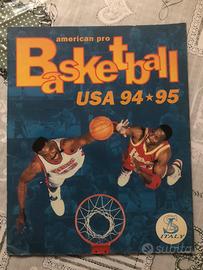 american pro
Basketball
USA 94★95
ITALY
subito